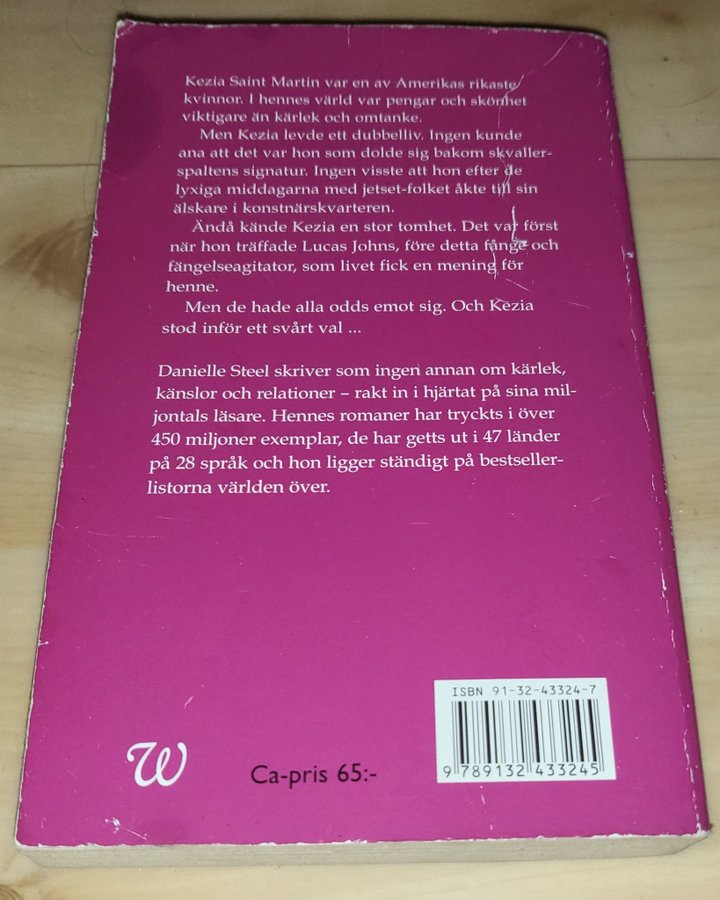 Kezia Saint Martin var en av Amerikas rikaste
kvinnor. I hennes värld var pengar och skönhet
viktigare än kärlek och omtanke.
Men Kezia levde ett dubbelliv. Ingen kunde
ana att det var hon som dolde sig bakom skvaller-
spaltens signatur. Ingen visste att hon efter de
lyxiga middagarna med jetset-folket åkte till sin
älskare i konstnärskvarteren.
Ändå kände Kezia en stor tomhet. Det var först
när hon träffade Lucas Johns, före detta fånge och
fängelseagitator, som livet fick en mening för
henne.
Men de hade alla odds emot sig. Och Kezia
stod inför ett svårt val ...
Danielle Steel skriver som ingen annan om kärlek,
känslor och relationer – rakt in i hjärtat på sina mil-
jontals läsare. Hennes romaner har tryckts i över
450 miljoner exemplar, de har getts ut i 47 länder
på 28 språk och hon ligger ständigt på bestseller-
listorna världen över.
ISBN 91-32-43324-7
9 789132 433245
W
Ca-pris 65:-